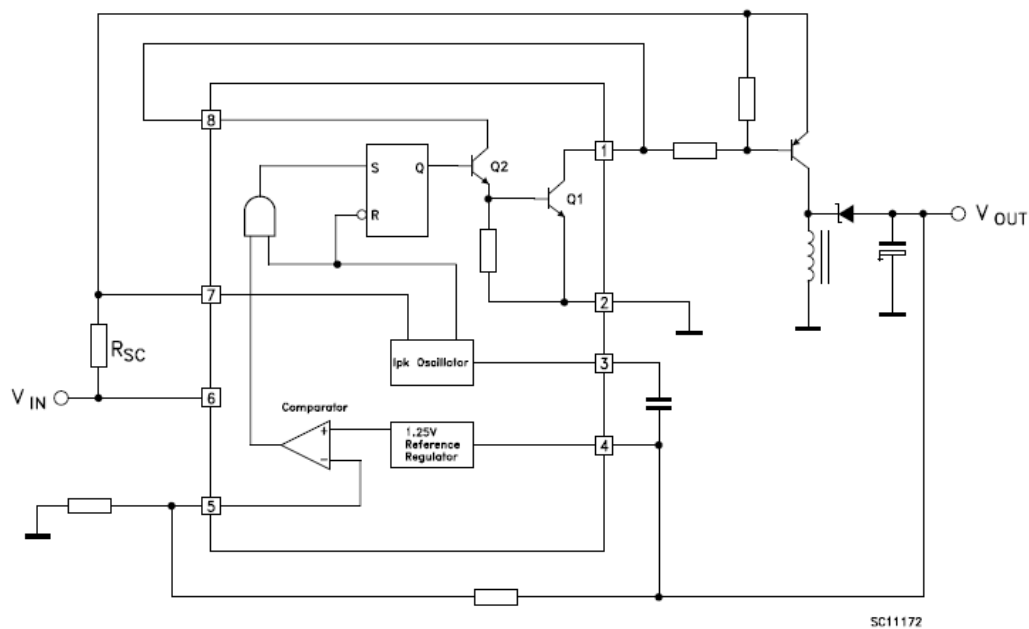 8
1
S
Q
Q2
Q1
R
7
2
R SC
Ipk Oscillator
3
V IN
6
Comparator
+
−
1.25V
Reference
Regulator
4
5
V OUT
+
SC11172